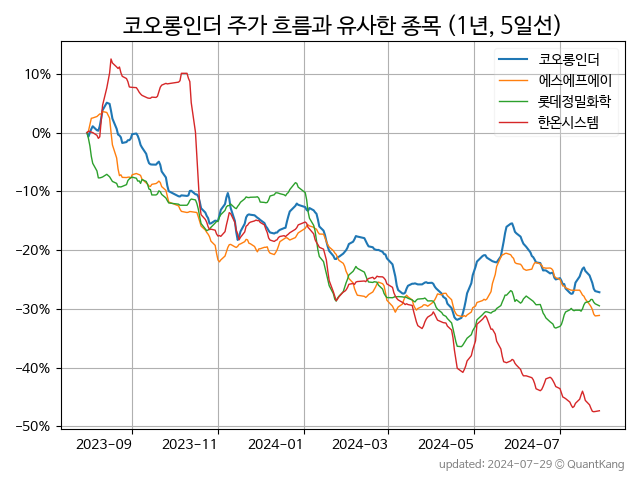 코오롱인더 주가 흐름과 유사한 종목 (1년, 5일선)
코오롱인더
에스에프에이
롯데정밀화학
한온시스템
10%
0%
−10%
−20%
−30%
−40%
−50%
2023-09 2023-11 2024-01 2024-03 2024-05 2024-07
updated: 2024-07-29 © QuantKang